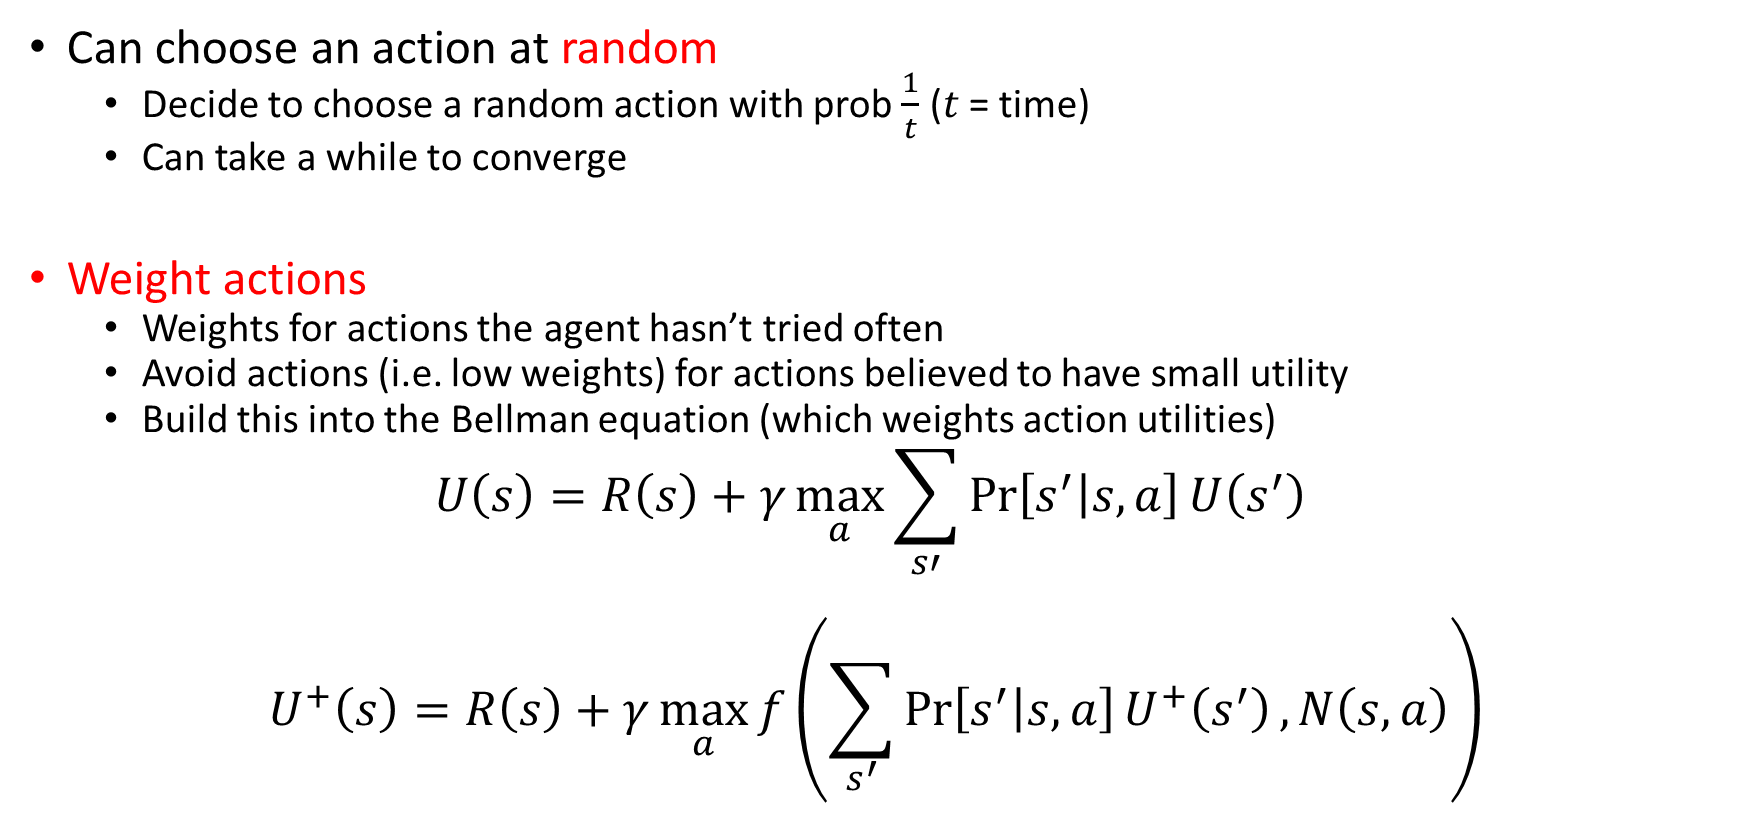 • Can choose an action at random
• Decide to choose a random action with prob 1/t (t = time)
• Can take a while to converge
• Weight actions
• Weights for actions the agent hasn’t tried often
• Avoid actions (i.e. low weights) for actions believed to have small utility
• Build this into the Bellman equation (which weights action utilities)
U(s) = R(s) + γ max_a ∑_{s′} Pr[s′|s, a] U(s′)
U⁺(s) = R(s) + γ max_a f(∑_{s′} Pr[s′|s, a] U⁺(s′), N(s, a))